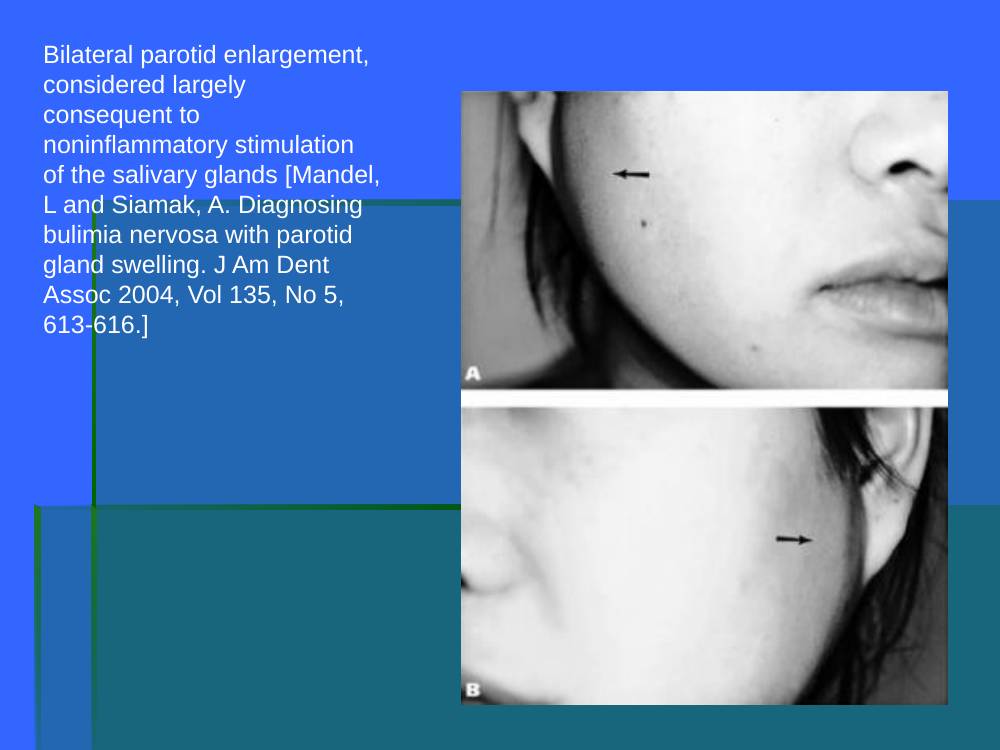 Bilateral parotid enlargement,
considered largely
consequent to
noninflammatory stimulation
of the salivary glands [Mandel,
L and Siamak, A. Diagnosing
bulimia nervosa with parotid
gland swelling. J Am Dent
Assoc 2004, Vol 135, No 5,
613-616.]
A
B